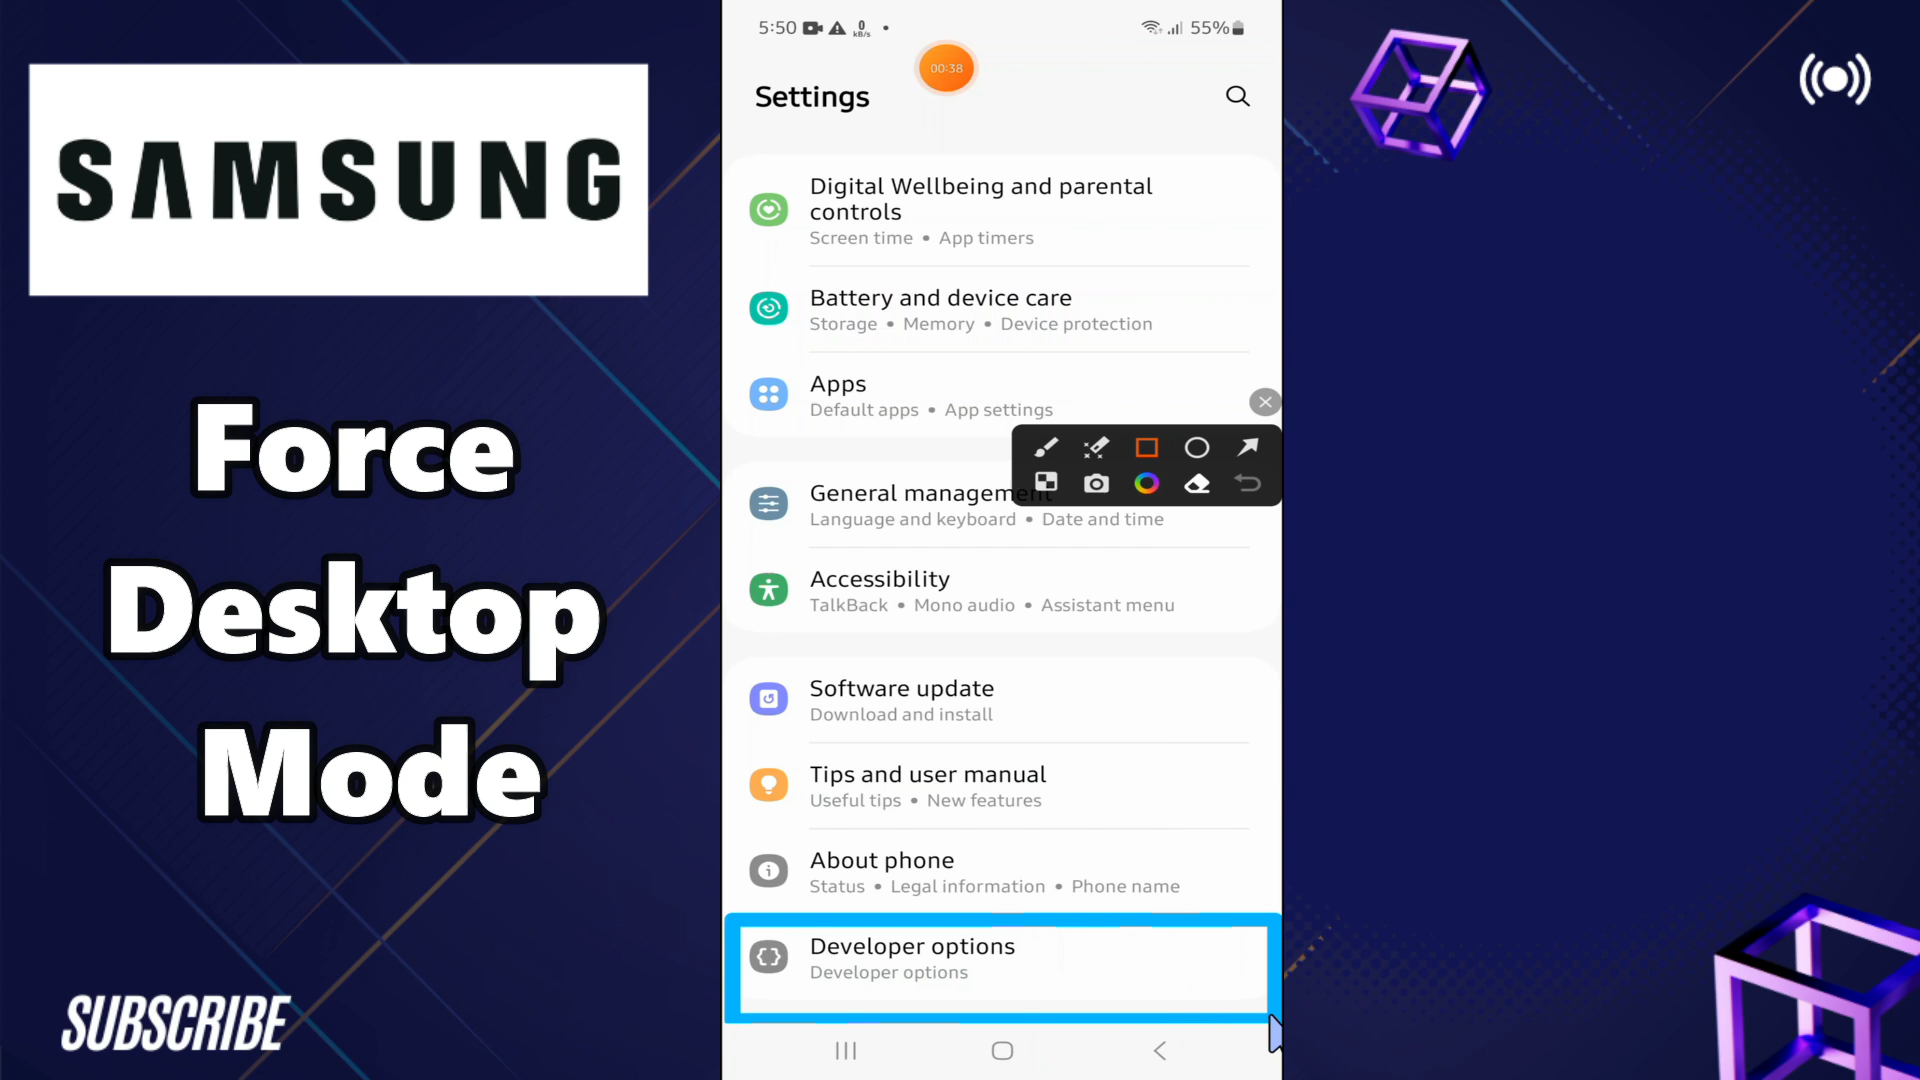 SAMSUNG
Force
Desktop
Mode
SUBSCRIBE
5:50 0 kB/s 55%
00:38
Settings
Digital Wellbeing and parental
controls
Screen time • App timers
Battery and device care
Storage • Memory • Device protection
Apps
Default apps • App settings
General management
Language and keyboard • Date and time
Accessibility
TalkBack • Mono audio • Assistant menu
Software update
Download and install
Tips and user manual
Useful tips • New features
About phone
Status • Legal information • Phone name
Developer options
Developer options